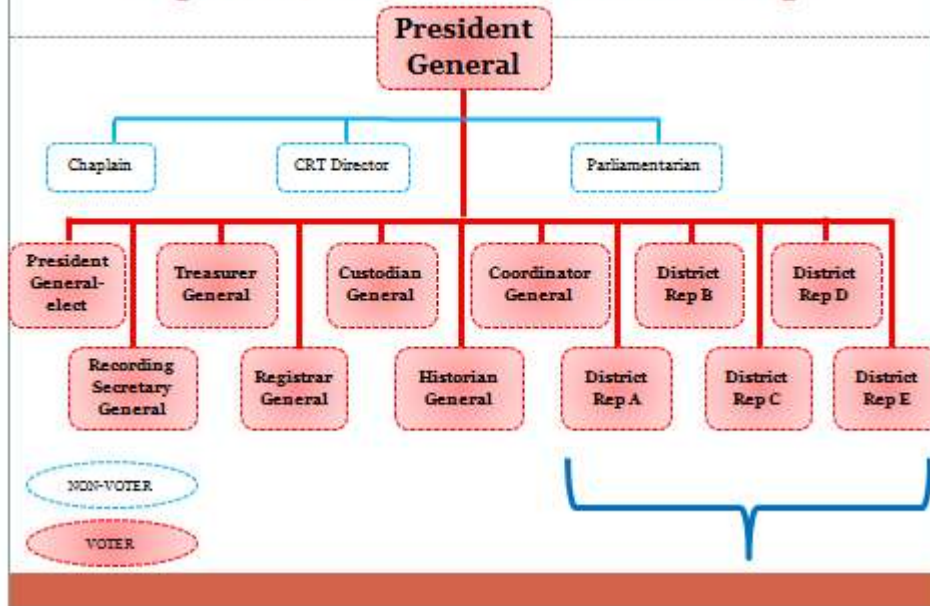 President
General
Chaplain
CRT Director
Parliamentarian
President
General-
elect
Treasurer
General
Custodian
General
Coordinator
General
District
Rep B
District
Rep D
Recording
Secretary
General
Registrar
General
Historian
General
District
Rep A
District
Rep C
District
Rep E
NON-VOTER
VOTER